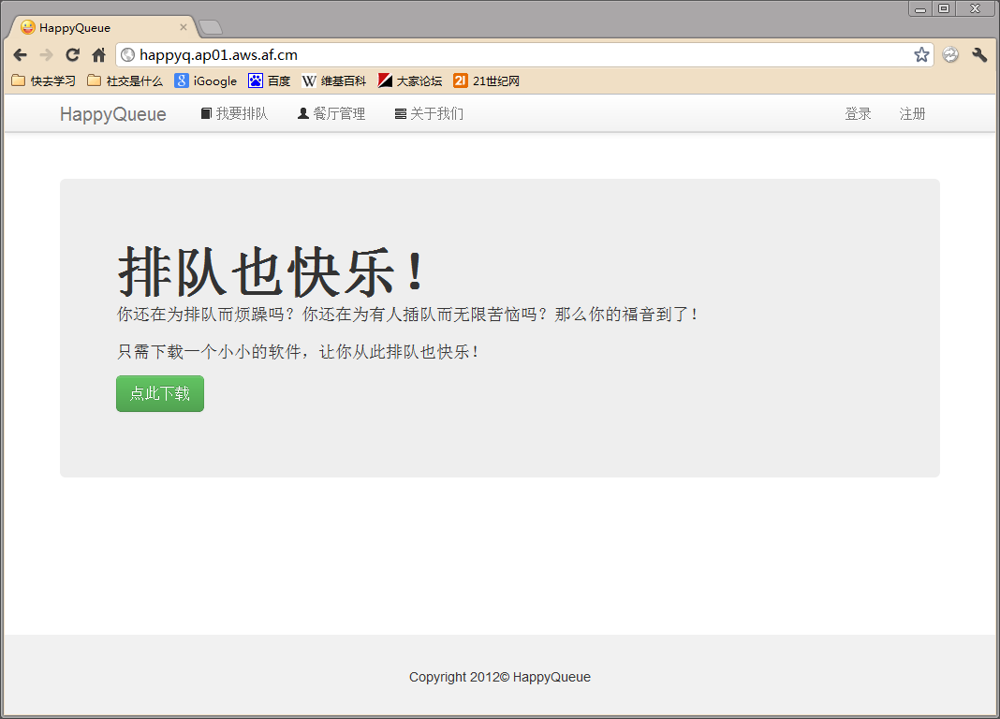 HappyQueue
happyq.ap01.aws.af.cm
快去学习 社交是什么 iGoogle 百度 维基百科 大家论坛 21世纪网
HappyQueue 我要排队 餐厅管理 关于我们 登录 注册
排队也快乐！
你还在为排队而烦躁吗？你还在为有人插队而无限苦恼吗？那么你的福音到了！
只需下载一个小小的软件，让你从此排队也快乐！
点此下载
Copyright 2012© HappyQueue